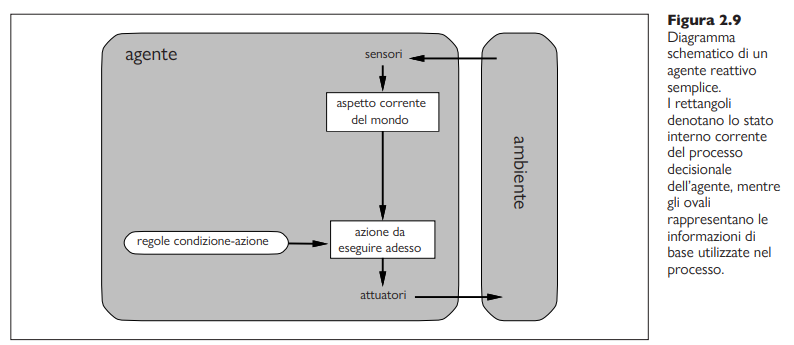 agente
sensori
aspetto corrente
del mondo
ambiente
regole condizione-azione
azione da
eseguire adesso
attuatori
Figura 2.9
Diagramma
schematico di un
agente reattivo
semplice.
I rettangoli
denotano lo stato
interno corrente
del processo
decisionale
dell'agente, mentre
gli ovali
rappresentano le
informazioni di
base utilizzate nel
processo.